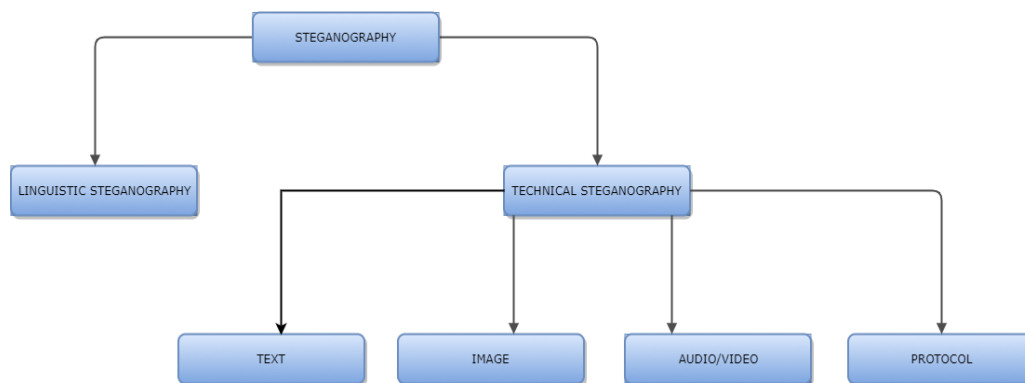 STEGANOGRAPHY
LINGUISTIC STEGANOGRAPHY
TECHNICAL STEGANOGRAPHY
TEXT
IMAGE
AUDIO/VIDEO
PROTOCOL